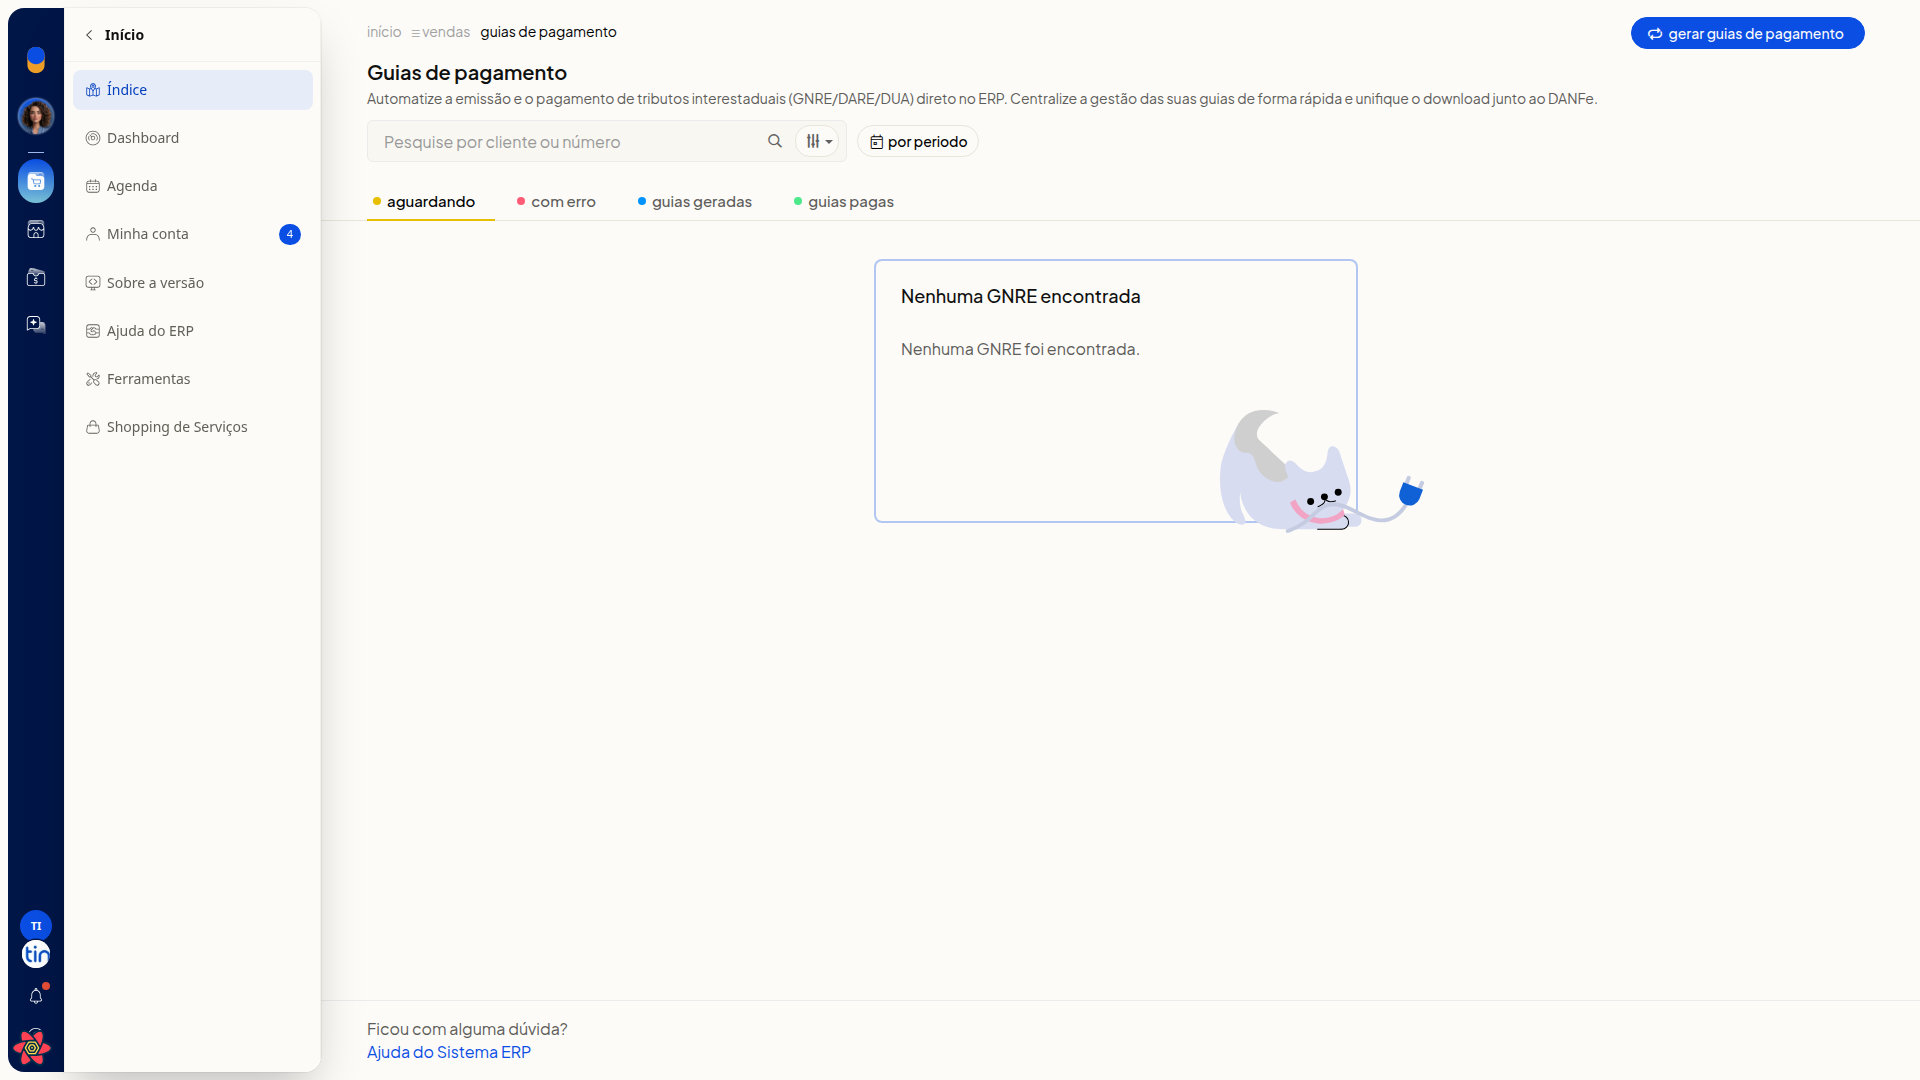 Início
Índice
Dashboard
Agenda
Minha conta
4
Sobre a versão
Ajuda do ERP
Ferramentas
Shopping de Serviços
TI
tin
início
vendas
guias de pagamento
gerar guias de pagamento
Guias de pagamento
Automatize a emissão e o pagamento de tributos interestaduais (GNRE/DARE/DUA) direto no ERP. Centralize a gestão das suas guias de forma rápida e unifique o download junto ao DANFe.
Pesquise por cliente ou número
por periodo
aguardando
com erro
guias geradas
guias pagas
Nenhuma GNRE encontrada
Nenhuma GNRE foi encontrada.
Ficou com alguma dúvida?
Ajuda do Sistema ERP